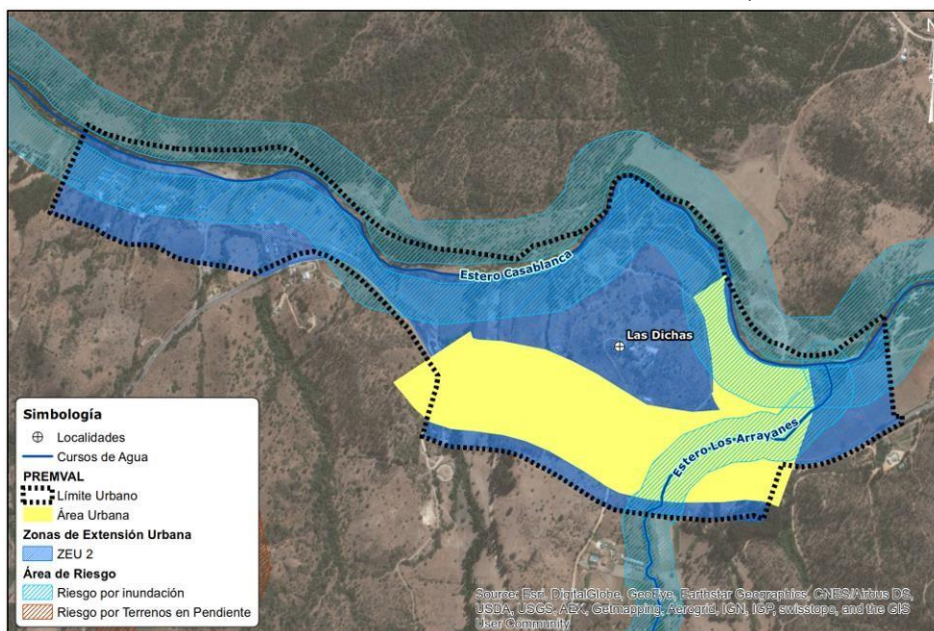 N
Estero Casablanca
Las Dichas
Estero Los Arrayanes
Simbología
Localidades
Cursos de Agua
PREMVAL
Límite Urbano
Área Urbana
Zonas de Extensión Urbana
ZEU 2
Área de Riesgo
Riesgo por inundación
Riesgo por Terrenos en Pendiente
Source: Esri, DigitalGlobe, GeoEye, Earthstar Geographics, CNES/Airbus DS,
USDA, USGS, AEX, Getmapping, Aerogrid, IGN, IGP, swisstopo, and the GIS
User Community